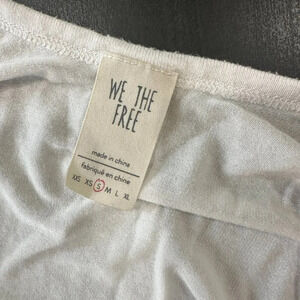 WE THE
FREE
made in china
fabriqué en chine
XXS XS S M L XL